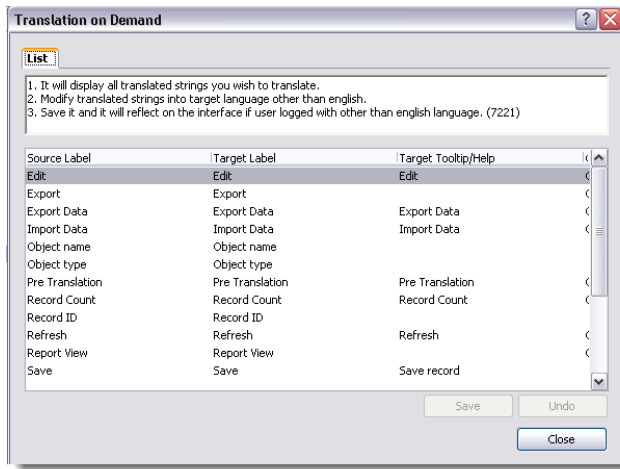 Translation on Demand
List
1. It will display all translated strings you wish to translate.
2. Modify translated strings into target language other than english.
3. Save it and it will reflect on the interface if user logged with other than english language. (7221)
Source Label Target Label Target Tooltip/Help
Edit Edit Edit
Export Export
Export Data Export Data Export Data
Import Data Import Data Import Data
Object name Object name
Object type Object type
Pre Translation Pre Translation Pre Translation
Record Count Record Count Record Count
Record ID Record ID
Refresh Refresh Refresh
Report View Report View
Save Save Save record
Save Undo
Close